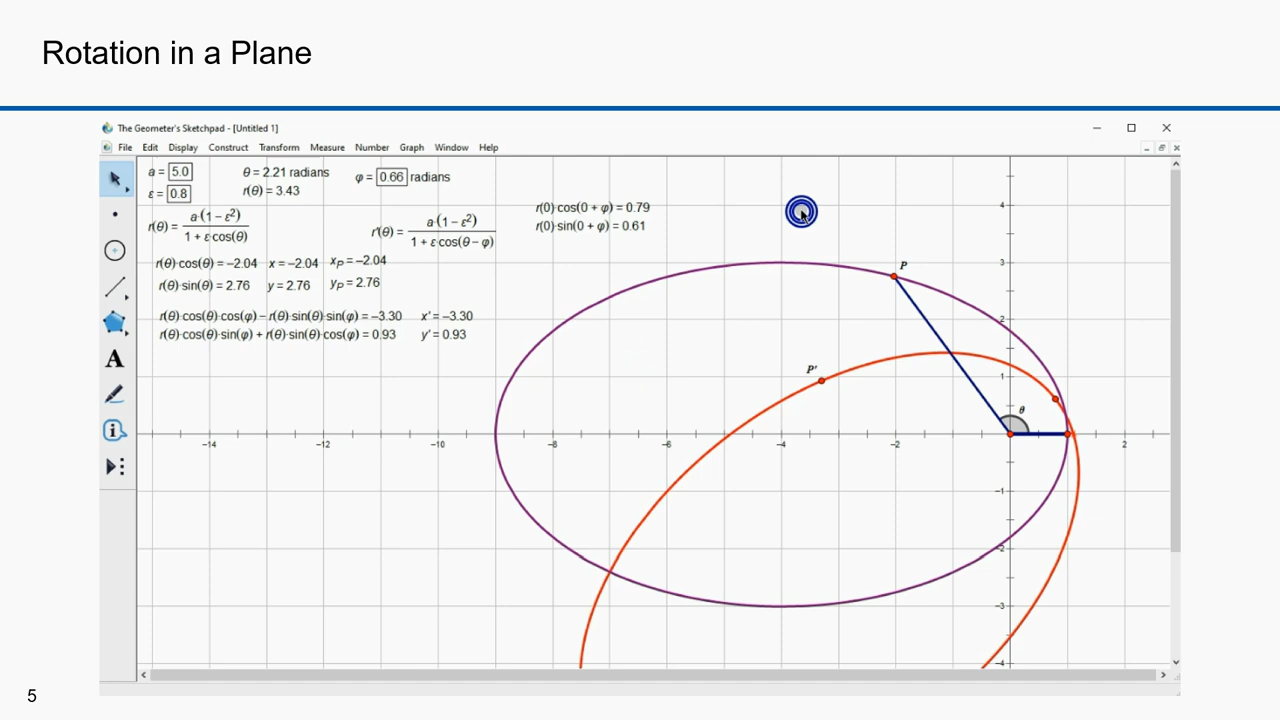 Rotation in a Plane
The Geometer's Sketchpad - [Untitled 1]
File Edit Display Construct Transform Measure Number Graph Window Help
a = 5.0
ε = 0.8
θ = 2.21 radians
r(θ) = 3.43
φ = 0.66 radians
r(θ) = a·(1 − ε²) / 1 + ε·cos(θ)
r'(θ) = a·(1 − ε²) / 1 + ε·cos(θ − φ)
r(0)·cos(0 + φ) = 0.79
r(0)·sin(0 + φ) = 0.61
r(θ)·cos(θ) = −2.04 x = −2.04 xP = −2.04
r(θ)·sin(θ) = 2.76 y = 2.76 yP = 2.76
r(θ)·cos(θ)·cos(φ) − r(θ)·sin(θ)·sin(φ) = −3.30 x' = −3.30
r(θ)·cos(θ)·sin(φ) + r(θ)·sin(θ)·cos(φ) = 0.93 y' = 0.93
4
P
3
2
P'
1
θ
−14 −12 −10 −8 −6 −4 −2 2
−1
−2
−3
−4
A
5